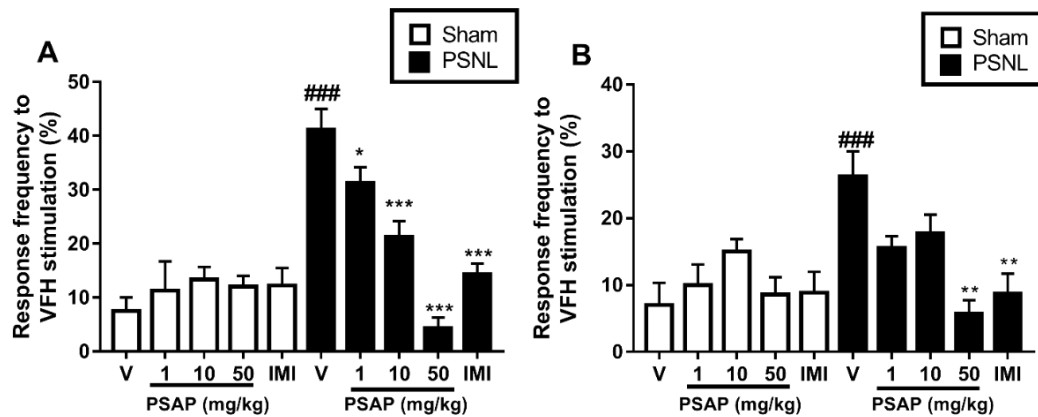 A
Sham
PSNL
Response frequency to
VFH stimulation (%)
50
40
30
20
10
0
###
*
***
***
***
V 1 10 50 IMI V 1 10 50 IMI
PSAP (mg/kg) PSAP (mg/kg)
B
Sham
PSNL
Response frequency to
VFH stimulation (%)
40
30
20
10
0
###
**
**
V 1 10 50 IMI V 1 10 50 IMI
PSAP (mg/kg) PSAP (mg/kg)